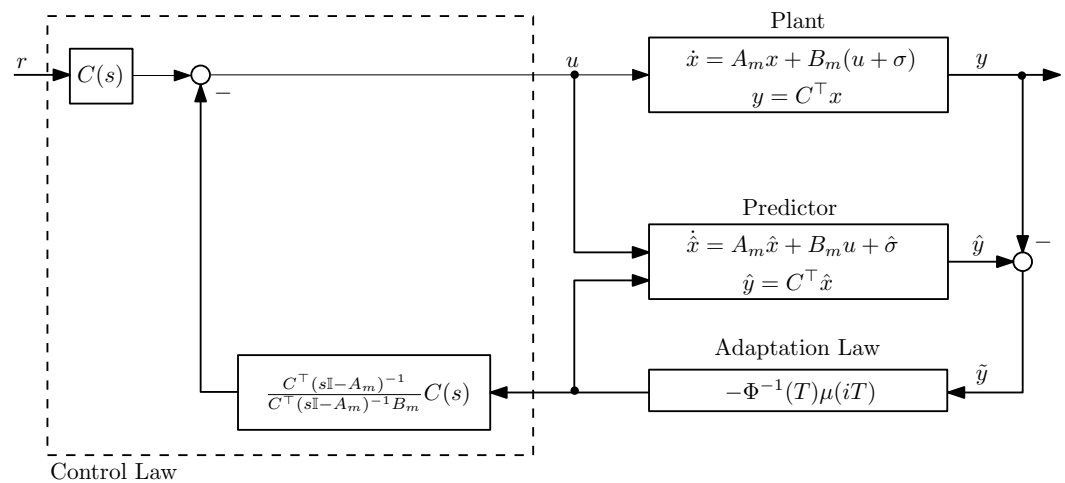 Plant
r
C(s)
−
u
ẋ = A_m x + B_m(u + σ)
y = C^⊤ x
y
Predictor
x̂̇ = A_m x̂ + B_m u + σ̂
ŷ = C^⊤ x̂
ŷ
−
Adaptation Law
−Φ^{−1}(T)μ(iT)
ỹ
\frac{C^⊤(s𝕀−A_m)^{−1}}{C^⊤(s𝕀−A_m)^{−1}B_m} C(s)
Control Law